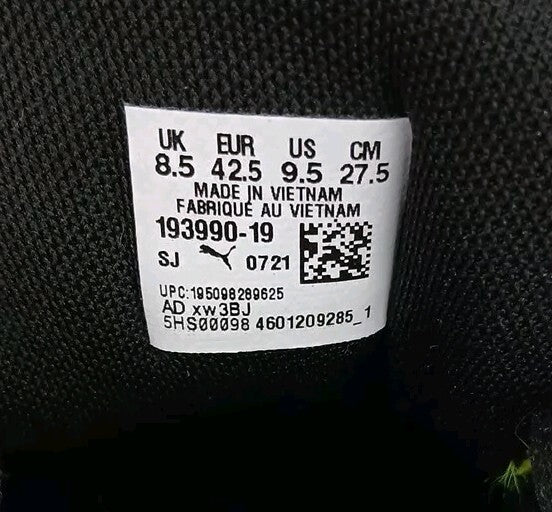 UK EUR US CM
8.5 42.5 9.5 27.5
MADE IN VIETNAM
FABRIQUÉ AU VIETNAM
193990-19
SJ 0721
UPC:195098289625
AD xw3BJ
5HS00098 4601209285_1